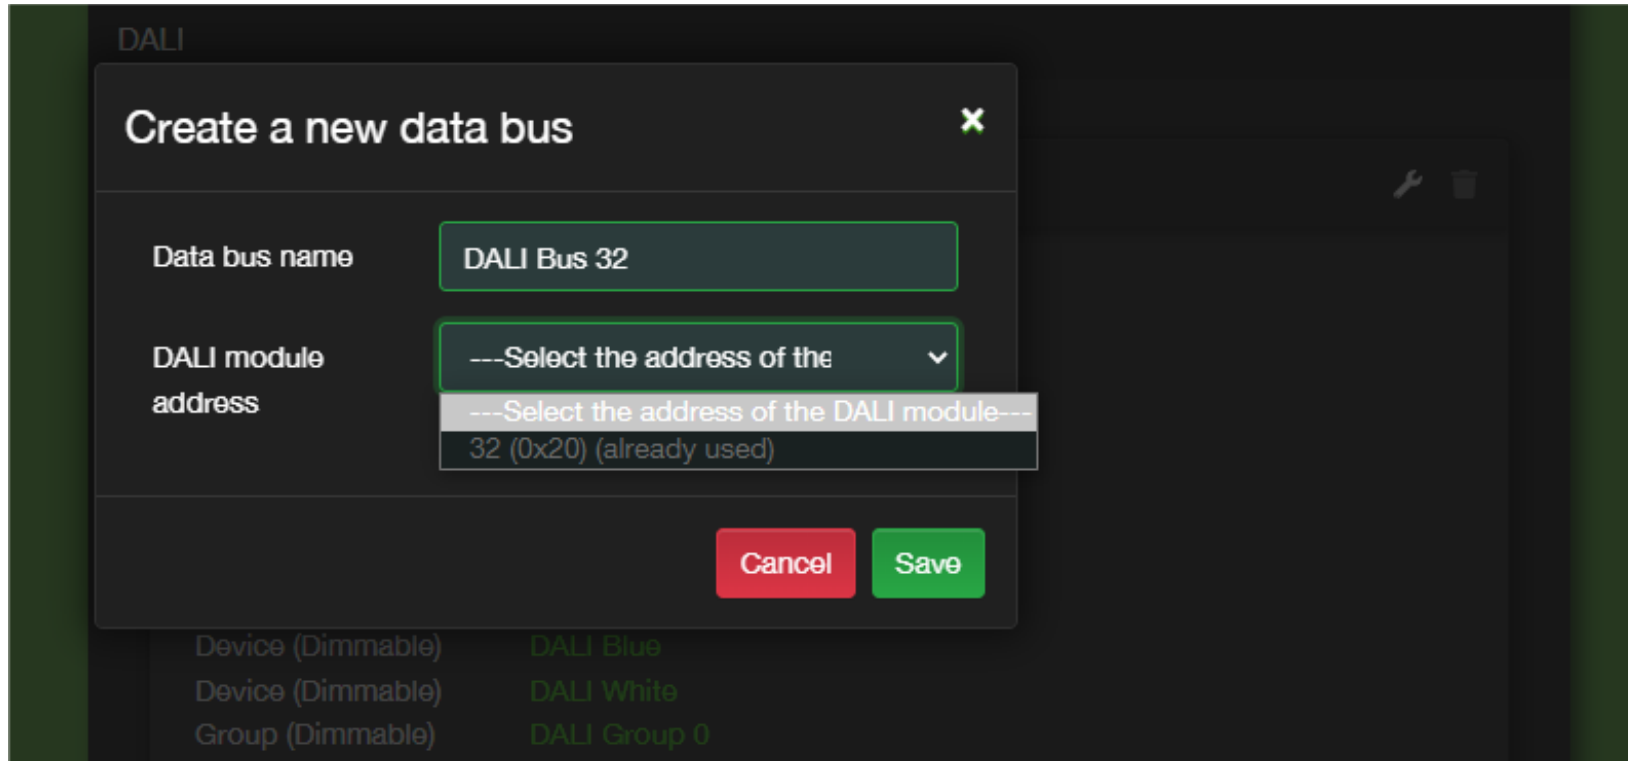 DALI
Create a new data bus
Data bus name
DALI Bus 32
DALI module
address
---Select the address of the
---Select the address of the DALI module---
32 (0x20) (already used)
Cancel
Save
Device (Dimmable) DALI Blue
Device (Dimmable) DALI White
Group (Dimmable) DALI Group 0